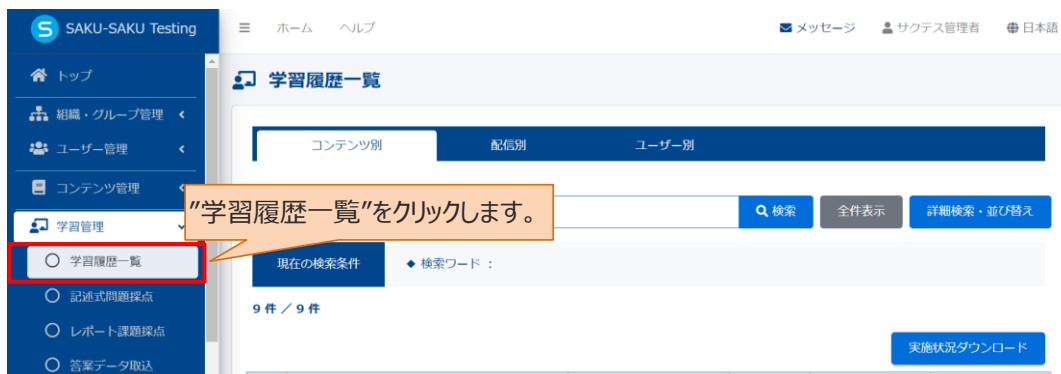 SAKU-SAKU Testing
ホーム ヘルプ
メッセージ サクテス管理者 日本語
トップ
学習履歴一覧
組織・グループ管理
ユーザー管理
コンテンツ別 配信別 ユーザー別
コンテンツ管理
"学習履歴一覧"をクリックします。
検索 全件表示 詳細検索・並び替え
学習管理
学習履歴一覧
現在の検索条件 ◆ 検索ワード :
記述式問題採点
9 件 / 9 件
レポート課題採点
実施状況ダウンロード
答案データ取込